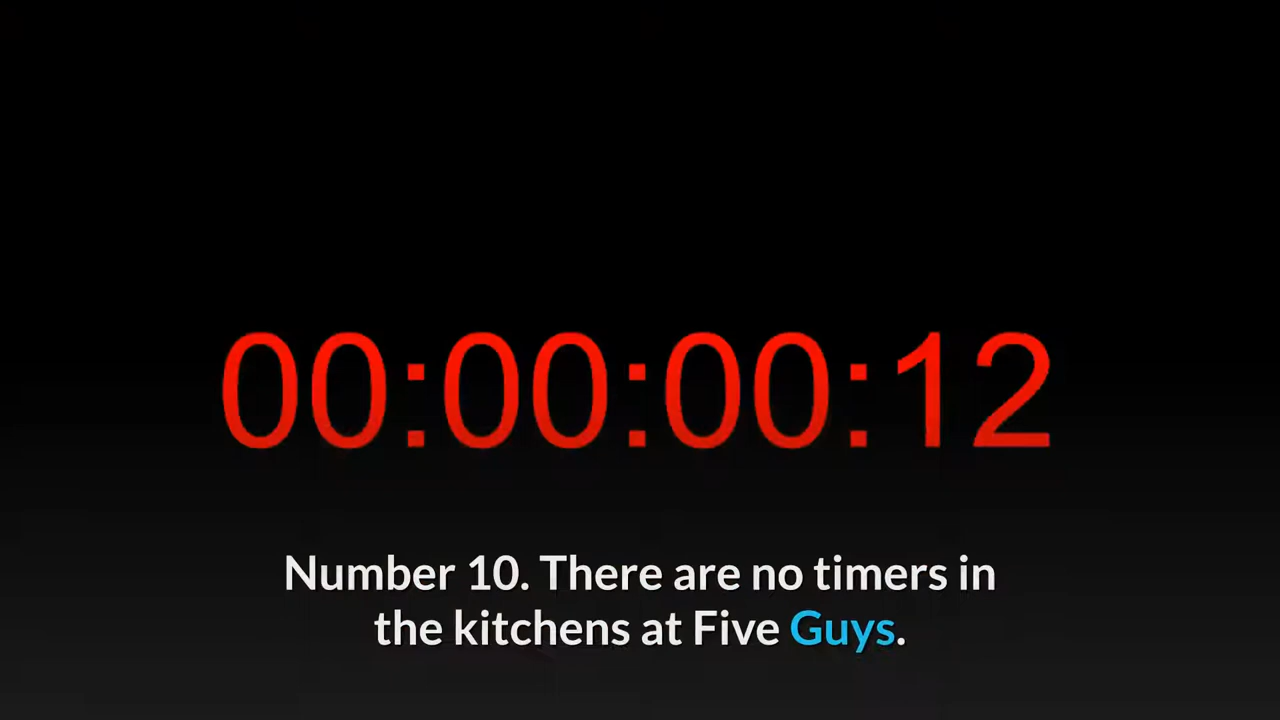 00:00:00:12
Number 10. There are no timers in
the kitchens at Five Guys.